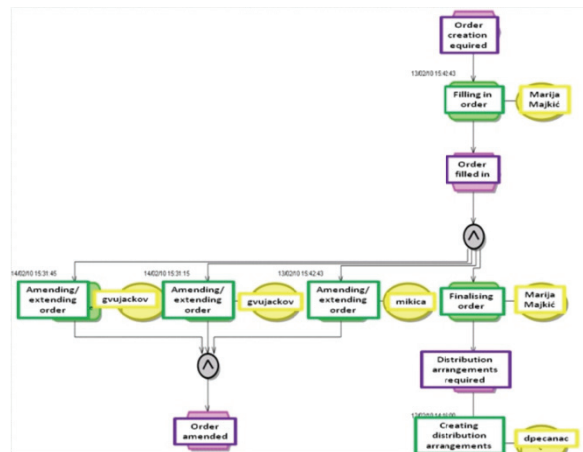 Order
creation
equired
13/02/10 15:40:43
Filling in
order
Marija
Majkić
Order
filled in
14/02/10 15:31:45
14/02/10 15:31:15
13/02/10 15:42:43
Amending/
extending
order
gvujackov
Amending/
extending
order
gvujackov
Amending/
extending
order
mikica
Finalising
order
Marija
Majkić
Distribution
arrangements
required
Order
amended
Creating
distribution
arrangements
dpecanac